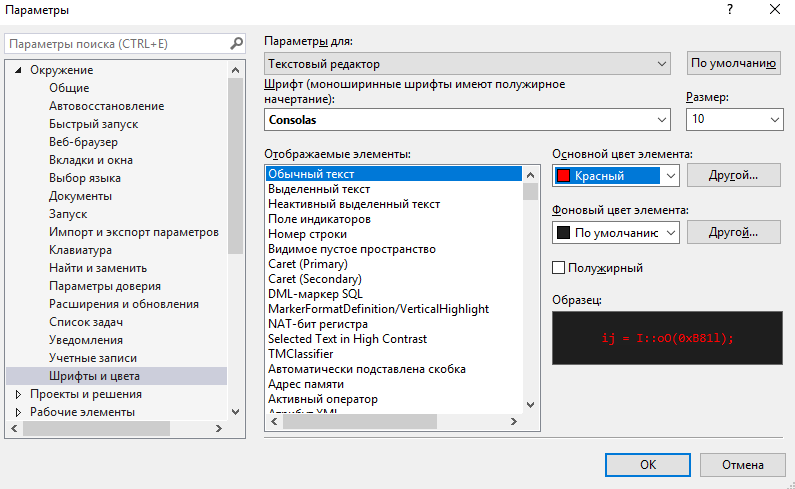 Параметры
Параметры поиска (CTRL+E)
Окружение
Общие
Автовосстановление
Быстрый запуск
Веб-браузер
Вкладки и окна
Выбор языка
Документы
Запуск
Импорт и экспорт параметров
Клавиатура
Найти и заменить
Параметры доверия
Расширения и обновления
Список задач
Уведомления
Учетные записи
Шрифты и цвета
Проекты и решения
Рабочие элементы
Параметры для:
Текстовый редактор
По умолчанию
Шрифт (моноширинные шрифты имеют полужирное
начертание):
Consolas
Размер:
10
Отображаемые элементы:
Обычный текст
Выделенный текст
Неактивный выделенный текст
Поле индикаторов
Номер строки
Видимое пустое пространство
Caret (Primary)
Caret (Secondary)
DML-маркер SQL
MarkerFormatDefinition/VerticalHighlight
NAT-бит регистра
Selected Text in High Contrast
TMClassifier
Автоматически подставлена скобка
Адрес памяти
Активный оператор
Атрибут XML
Основной цвет элемента:
Красный
Другой...
Фоновый цвет элемента:
По умолчанию
Другой...
Полужирный
Образец:
ij = I::oO(0xB81l);
OK
Отмена